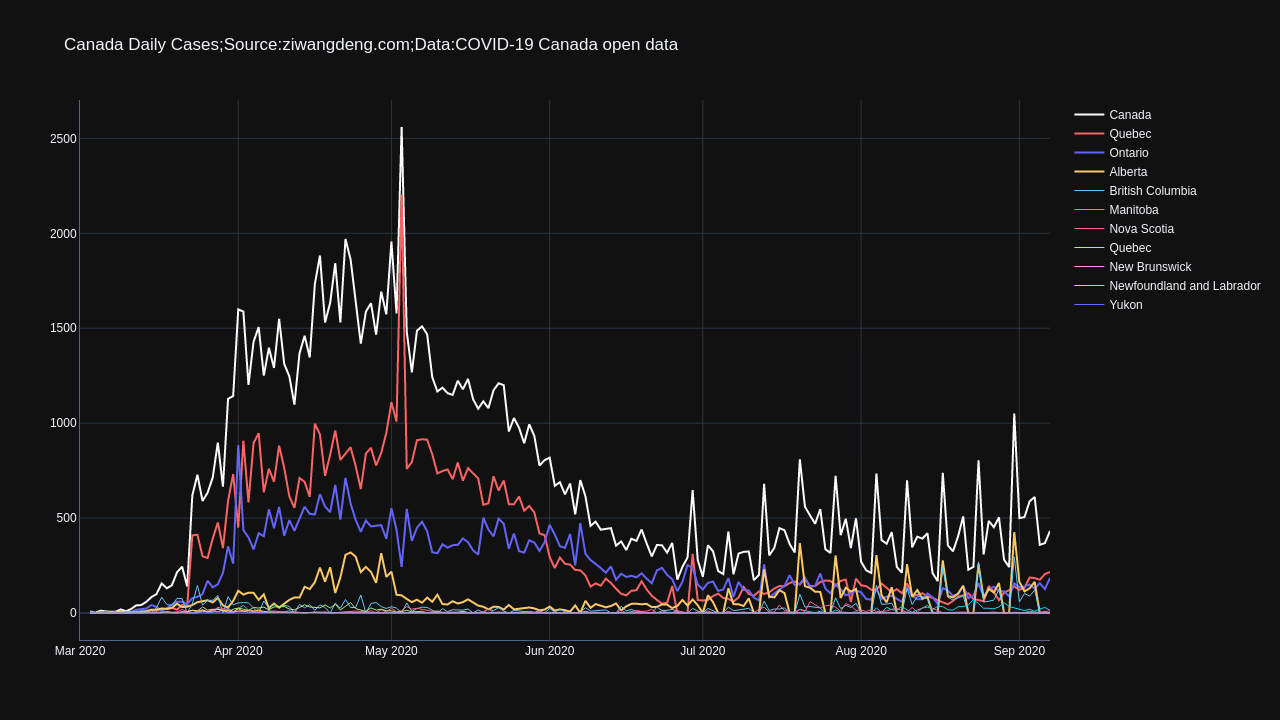 Canada Daily Cases;Source:ziwangdeng.com;Data:COVID-19 Canada open data
2500
2000
1500
1000
500
0
Mar 2020
Apr 2020
May 2020
Jun 2020
Jul 2020
Aug 2020
Sep 2020
Canada
Quebec
Ontario
Alberta
British Columbia
Manitoba
Nova Scotia
Quebec
New Brunswick
Newfoundland and Labrador
Yukon